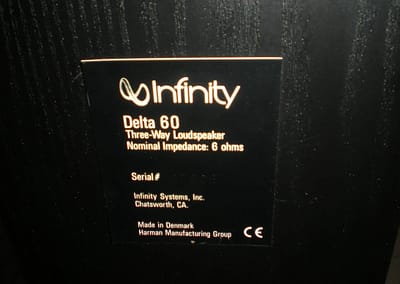 Infinity
Delta 60
Three-Way Loudspeaker
Nominal Impedance: 6 ohms
Serial #
Infinity Systems, Inc.
Chatsworth, CA.
Made in Denmark
Harman Manufacturing Group CE